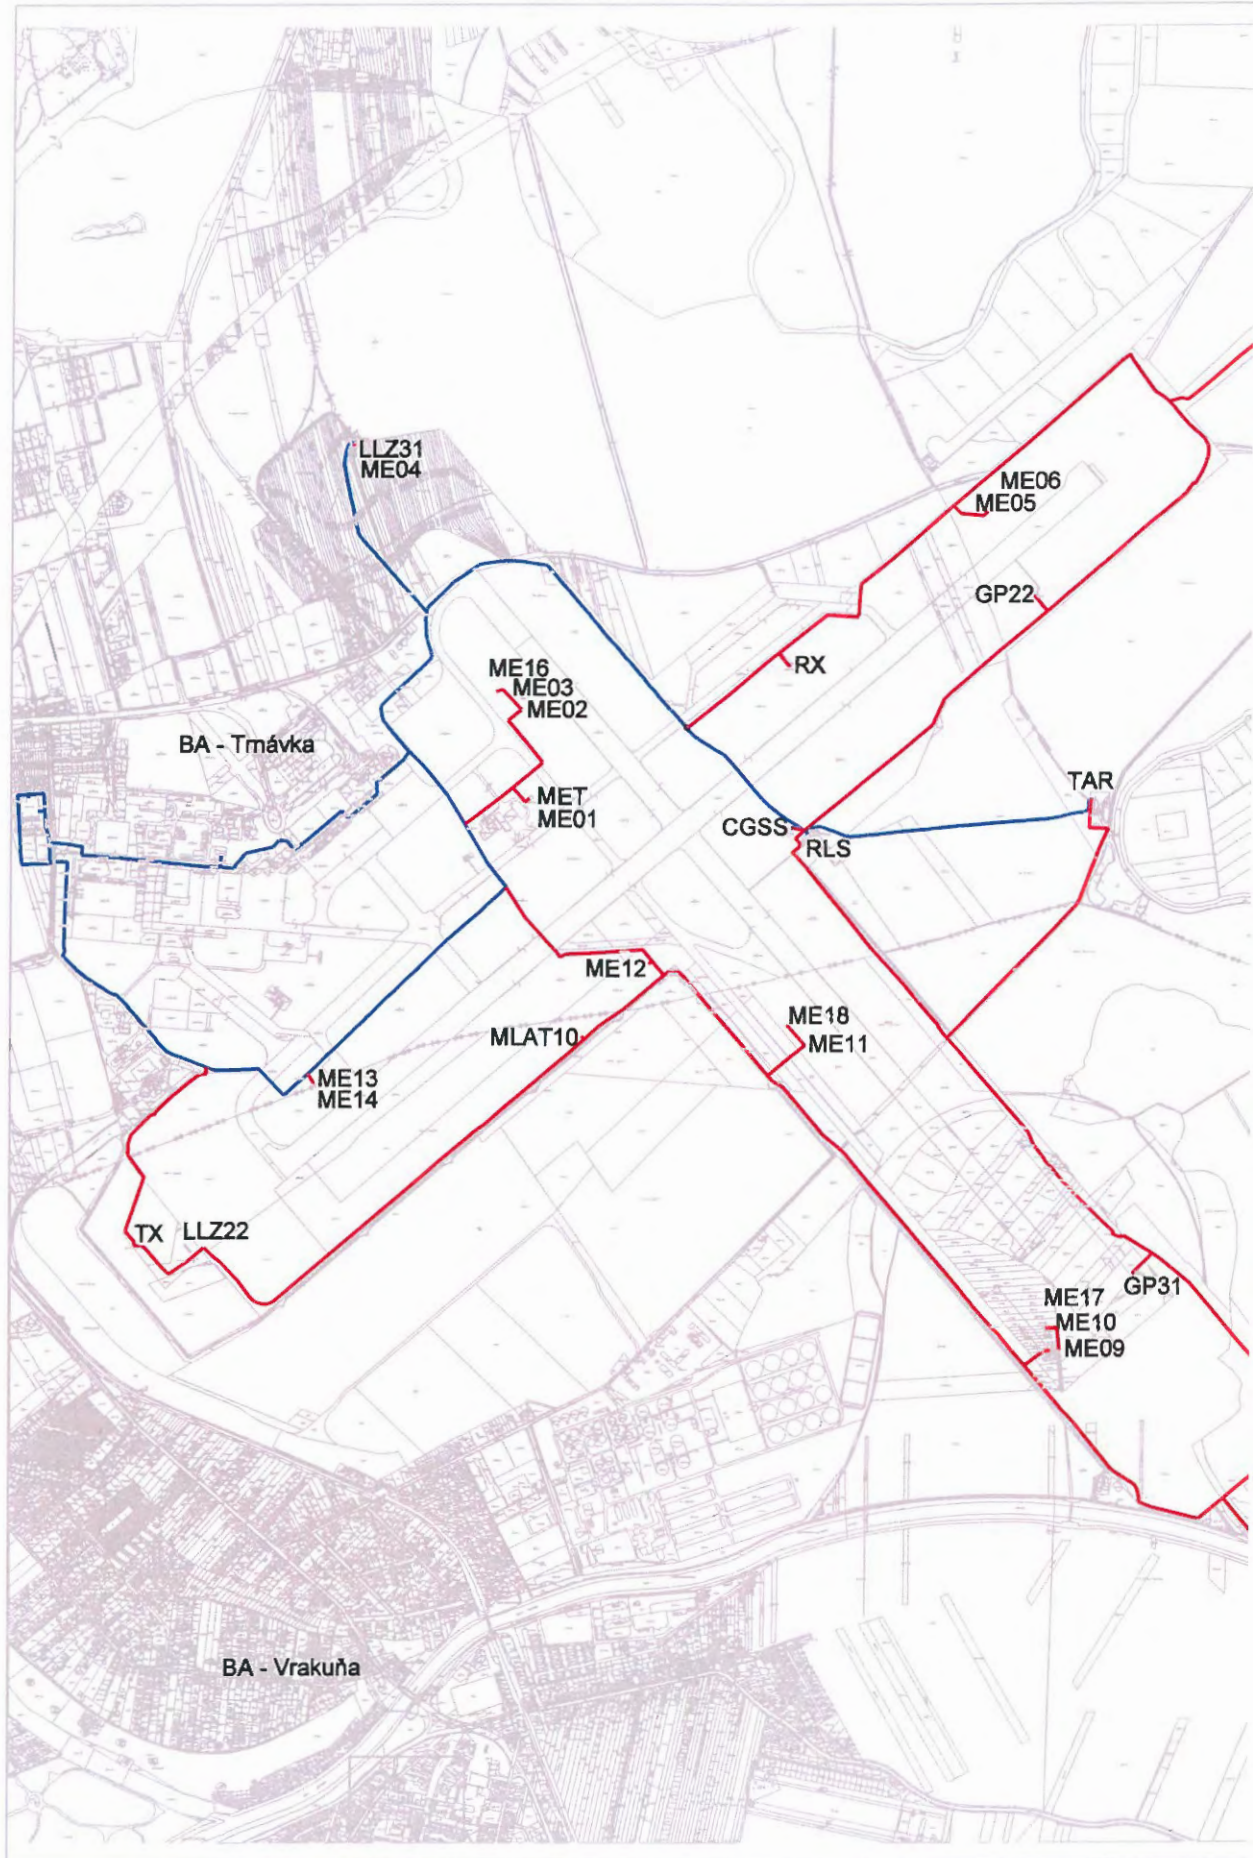 LLZ31
ME04
ME06
ME05
GP22
RX
ME16
ME03
ME02
BA - Trnávka
MET
ME01
TAR
CGSS
RLS
ME12
ME18
MLAT10
ME11
ME13
ME14
TX
LLZ22
GP31
ME17
ME10
ME09
BA - Vrakuňa